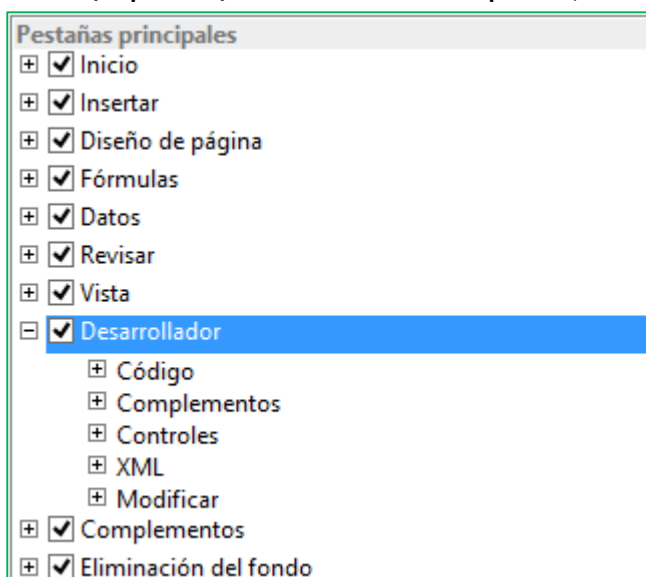 Pestañas principales
Inicio
Insertar
Diseño de página
Fórmulas
Datos
Revisar
Vista
Desarrollador
Código
Complementos
Controles
XML
Modificar
Complementos
Eliminación del fondo